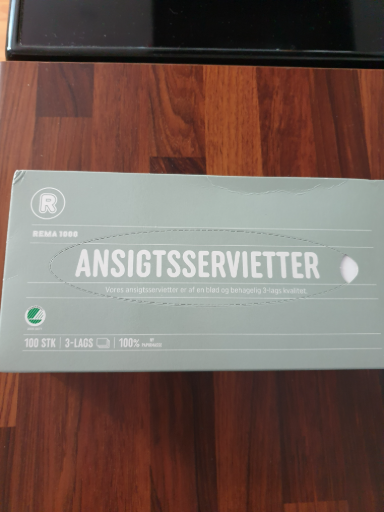 R
REMA 1000
ANSIGTSSERVIETTER
Vores ansigtsservietter er af en blød og behagelig 3-lags kvalitet.
100 STK | 3-LAGS | 100%